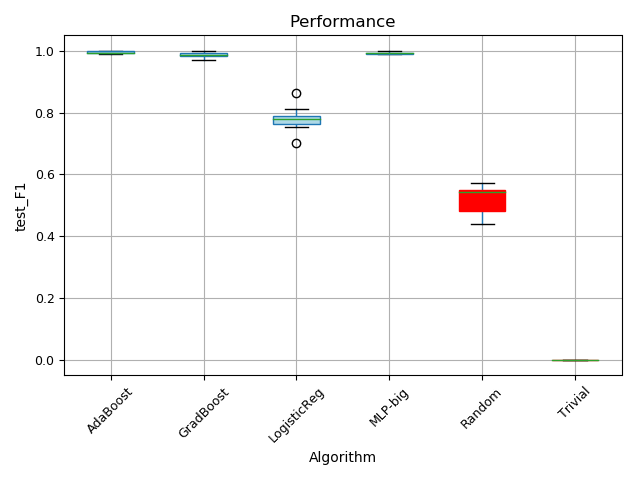 Performance
test_F1
1.0
0.8
0.6
0.4
0.2
0.0
AdaBoost
GradBoost
LogisticReg
MLP-big
Random
Trivial
Algorithm